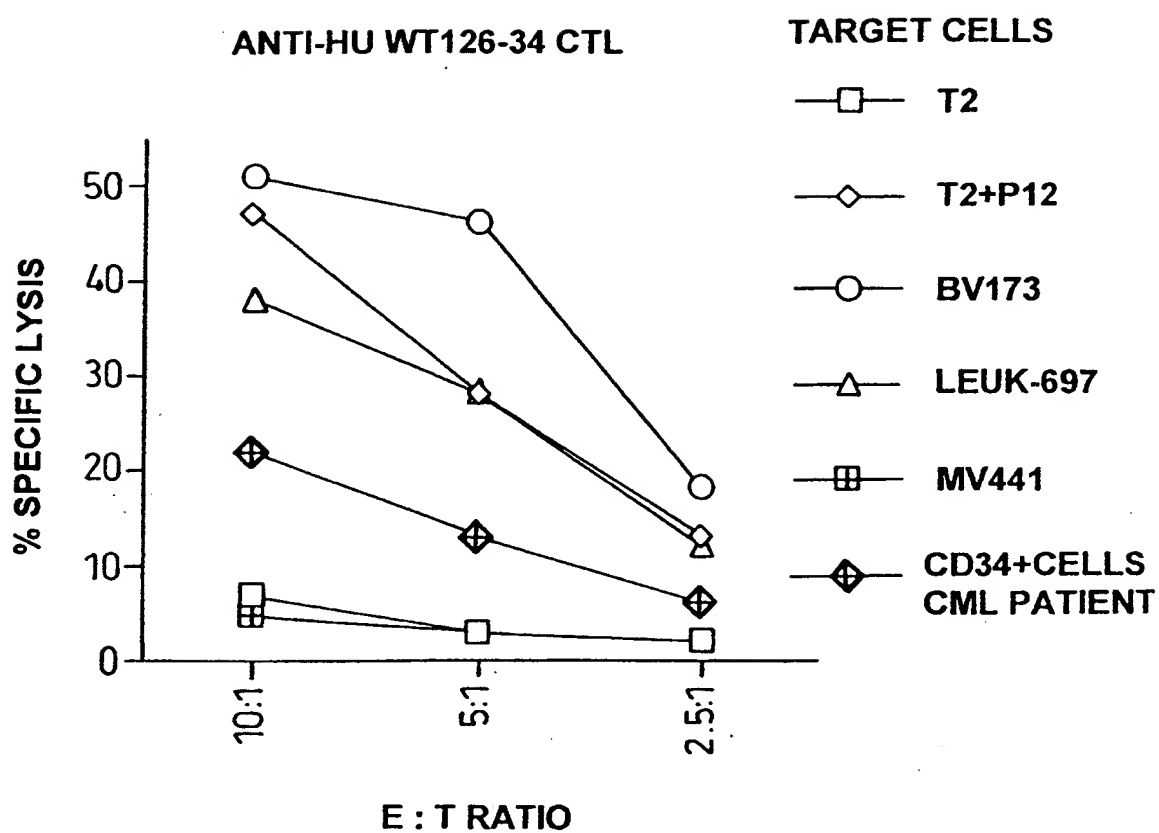 ANTI-HU WT126-34 CTL
TARGET CELLS
T2
T2+P12
BV173
LEUK-697
MV441
CD34+CELLS
CML PATIENT
% SPECIFIC LYSIS
50
40
30
20
10
0
10:1
5:1
2.5:1
E : T RATIO